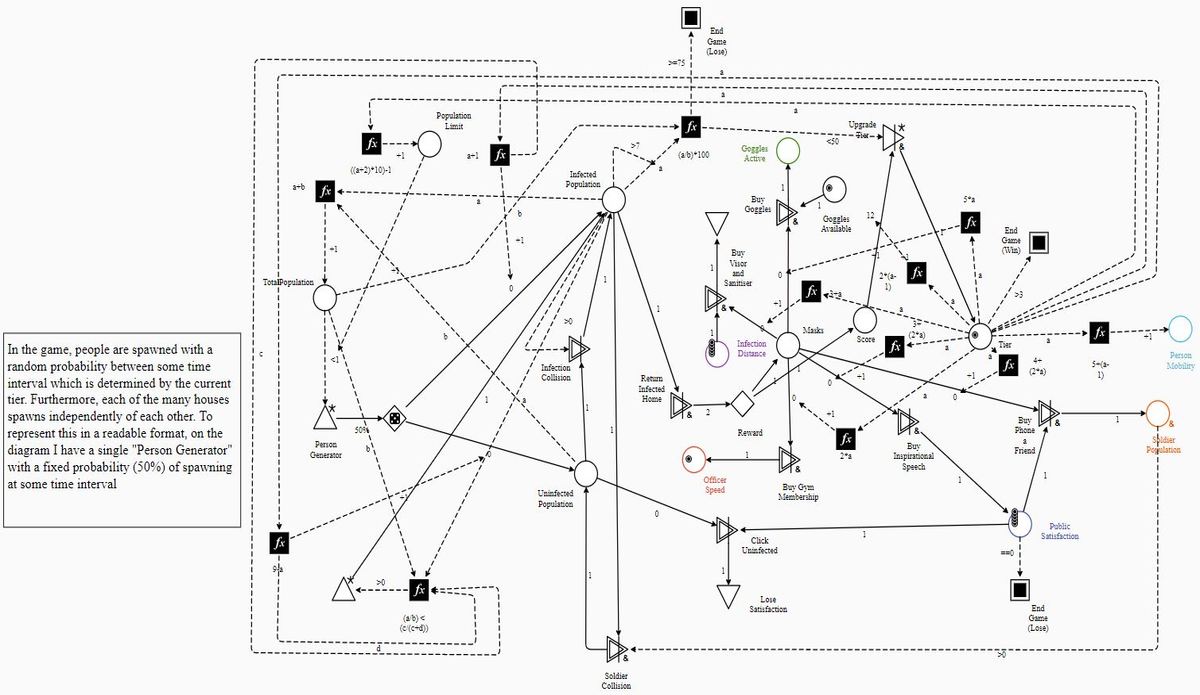 End
Game
(Lose)
>=75
a
a
a
Population
Limit
fx
+1
((a+2)*10)-1
a+1
fx
fx
(a/b)*100
<50
Upgrade
Tier
*
&
Goggles
Active
>7
a
Infected
Population
a+b
fx
a
b
+1
+1
0
1
Buy
Goggles
&
1
Goggles
Available
12
5*a
fx
End
Game
(Win)
TotalPopulation
Buy
Visor
and
Sanitiser
1
&
0
fx
2*(a-
1)
a
a
>3
1
+1
fx
a
Score
Masks
3=
(2*a)
fx
a
Tier
a
fx
5=(a-
1)
+1
Person
Mobility
Infection
Distance
1
>0
b
<1
Infection
Collision
&
1
Return
Infected
Home
&
2
Reward
1
1
0
+1
0
+1
a
fx
4+
(2*a)
+1
0
*
Person
Generator
50%
b
1
a
1
1
0
+1
fx
2*a
&
Buy
Inspirational
Speech
1
Buy
Phone
a
Friend
&
1
&
Soldier
Population
1
In the game, people are spawned with a
random probability between some time
interval which is determined by the current
tier. Furthermore, each of the many houses
spawns independently of each other. To
represent this in a readable format, on the
diagram I have a single "Person Generator"
with a fixed probability (50%) of spawning
at some time interval
c
Uninfected
Population
0
Officer
Speed
1
&
Buy Gym
Membership
fx
&
Click
Uninfected
1
Public
Satisfaction
==0
*
>0
fx
(a/b) <
(c/(c+d))
1
1
Lose
Satisfaction
fx
End
Game
(Lose)
d
&
>0
Soldier
Collision